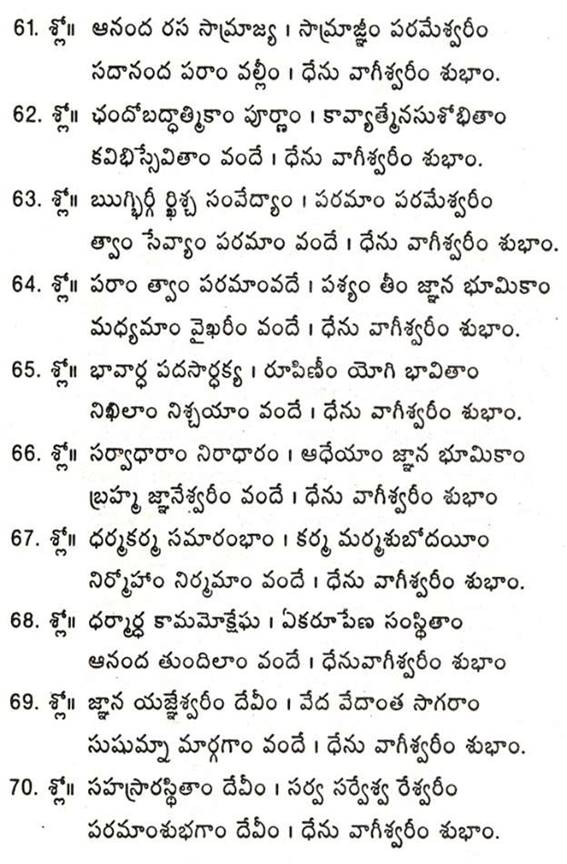 61. శ్లో॥ ఆనంద రస సామ్రాజ్య । సామ్రాజ్ఞీం పరమేశ్వరీం
సదానంద పరాం వల్లీం । ధేను వాగీశ్వరీం శుభాం.
62. శ్లో॥ ఛందోబద్ధాత్మికాం పూర్ణాం । కావ్యాత్మేనసుశోభితాం
కవిభిస్సేవితాం వందే । ధేను వాగీశ్వరీం శుభాం.
63. శ్లో॥ ఋగ్భిర్గీ ర్ఖిశ్చ సంవేద్యాం । పరమాం పరమేశ్వరీం
త్వాం సేవ్యాం పరమాం వందే । ధేను వాగీశ్వరీం శుభాం.
64. శ్లో॥ పరాం త్వాం పరమాంవదే । పశ్యం తీం జ్ఞాన భూమికాం
మధ్యమాం వైఖరీం వందే । ధేను వాగీశ్వరీం శుభాం.
65. శ్లో॥ భావార్ధ పదసార్ధక్య । రూపిణీం యోగి భావితాం
నిఖిలాం నిశ్చయాం వందే । ధేను వాగీశ్వరీం శుభాం.
66. శ్లో॥ సర్వాధారాం నిరాధారం । ఆధేయాం జ్ఞాన భూమికాం
బ్రహ్మ జ్ఞానేశ్వరీం వందే । ధేను వాగీశ్వరీం శుభాం
67. శ్లో॥ ధర్మకర్మ సమారంభాం । కర్మ మర్మశుబోదయీం
నిర్మోహాం నిర్మమాం వందే । ధేను వాగీశ్వరీం శుభాం.
68. శ్లో॥ ధర్మార్ధ కామమోక్షేఘ । ఏకరూపేణ సంస్థితాం
ఆనంద తుందిలాం వందే । ధేనువాగీశ్వరీం శుభాం
69. శ్లో॥ జ్ఞాన యజ్ఞేశ్వరీం దేవీం । వేద వేదాంత సాగరాం
సుషుమ్నా మార్గగాం వందే । ధేను వాగీశ్వరీం శుభాం.
70. శ్లో॥ సహస్రారస్థితాం దేవీం । సర్వ సర్వేశ్వ రేశ్వరీం
పరమాంశుభగాం దేవీం । ధేను వాగీశ్వరీం శుభాం.